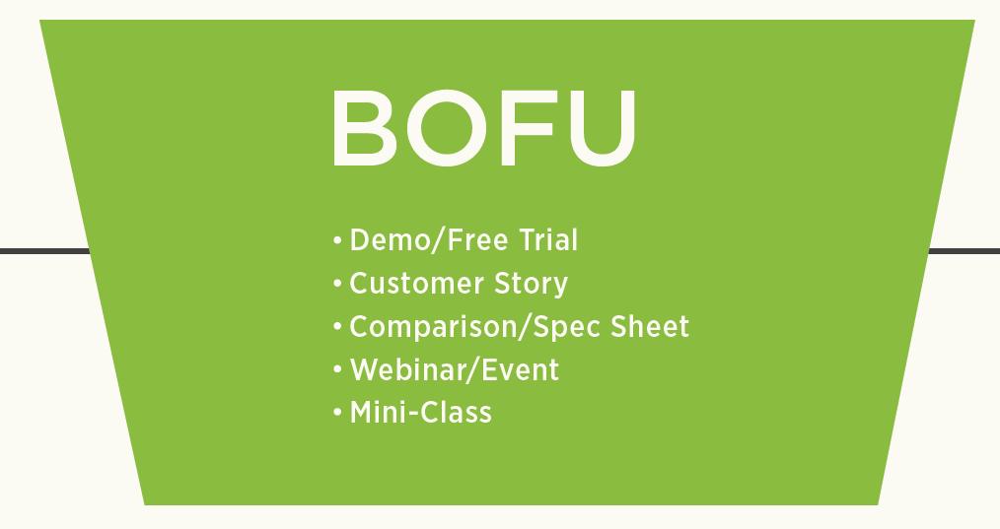 BOFU
• Demo/Free Trial
• Customer Story
• Comparison/Spec Sheet
• Webinar/Event
• Mini-Class